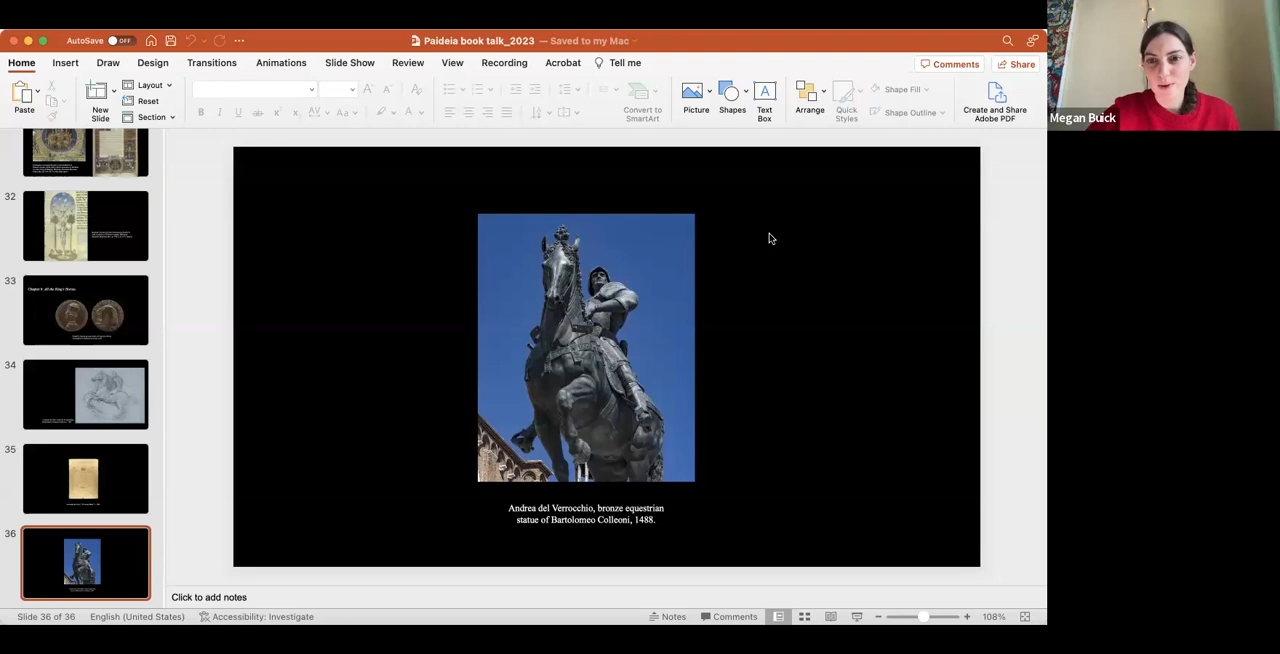 AutoSave
OFF
Paideia book talk_2023 — Saved to my Mac
Home Insert Draw Design Transitions Animations Slide Show Review View Recording Acrobat Tell me
Comments Share
Paste
New
Slide
Layout
Reset
Section
Convert to
SmartArt
Picture
Shapes
Text
Box
Arrange
Quick
Styles
Shape Fill
Shape Outline
Create and Share
Adobe PDF
Megan Buick
32
33
34
35
36
Andrea del Verrocchio, bronze equestrian
statue of Bartolomeo Colleoni, 1488.
Click to add notes
Slide 36 of 36 English (United States) Accessibility: Investigate Notes Comments 108%